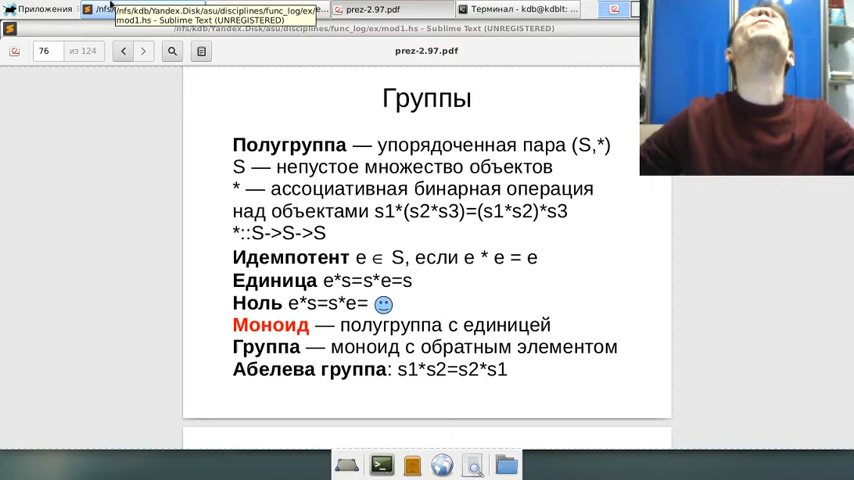 Приложения
/nfs/kdb/Yandex.Disk/asu/disciplines/func_log/ex/
mod1.hs - Sublime Text (UNREGISTERED)
prez-2.97.pdf
Терминал - kdb@kdblt: ...
/nfs/kdb/Yandex.Disk/asu/disciplines/func_log/ex/mod1.hs - Sublime Text (UNREGISTERED)
76 из 124
prez-2.97.pdf
Группы
Полугруппа — упорядоченная пара (S,*)
S — непустое множество объектов
* — ассоциативная бинарная операция
над объектами s1*(s2*s3)=(s1*s2)*s3
*::S->S->S
Идемпотент e ∈ S, если e * e = e
Единица e*s=s*e=s
Ноль e*s=s*e=
Моноид — полугруппа с единицей
Группа — моноид с обратным элементом
Абелева группа: s1*s2=s2*s1